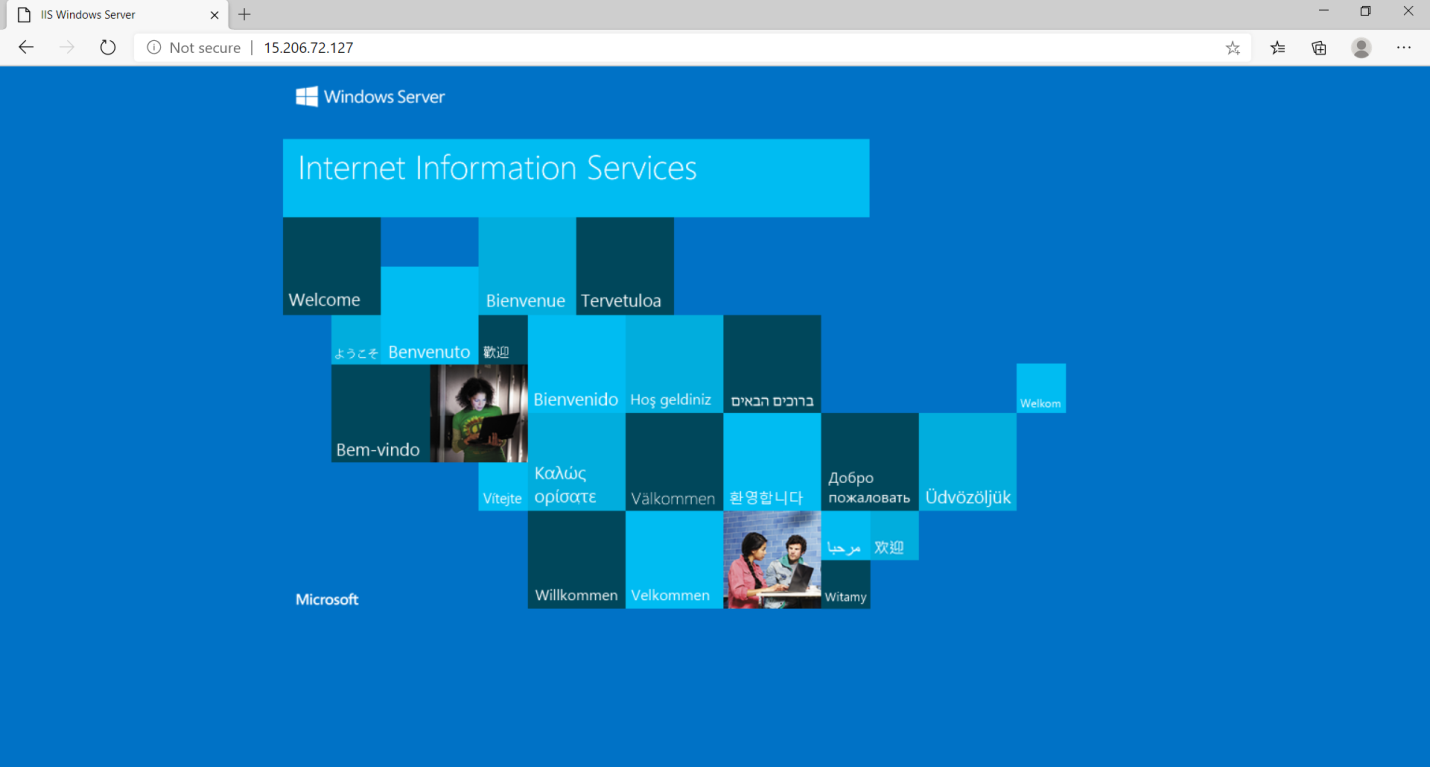 IIS Windows Server
Not secure | 15.206.72.127
Windows Server
Internet Information Services
Welcome
Bienvenue
Tervetuloa
ようこそ
Benvenuto
歡迎
Bienvenido
Hoş geldiniz
ברוכים הבאים
Welkom
Bem-vindo
Vítejte
Καλώς
ορίσατε
Välkommen
환영합니다
Добро
пожаловать
Üdvözöljük
مرحبا
欢迎
Willkommen
Velkommen
Witamy
Microsoft